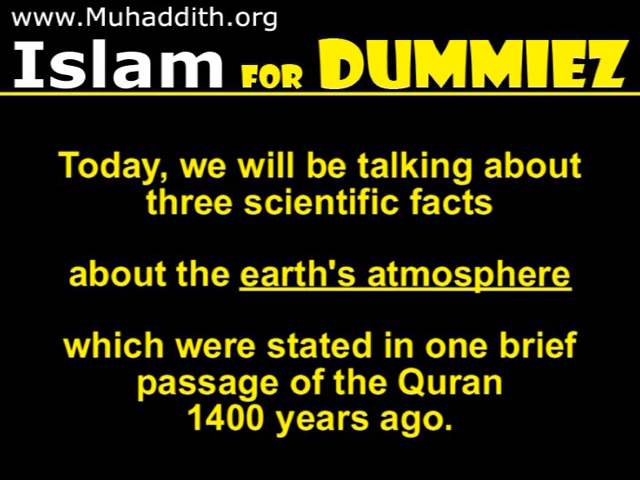 www.Muhaddith.org
Islam FOR DUMMIEZ
Today, we will be talking about
three scientific facts
about the earth's atmosphere
which were stated in one brief
passage of the Quran
1400 years ago.